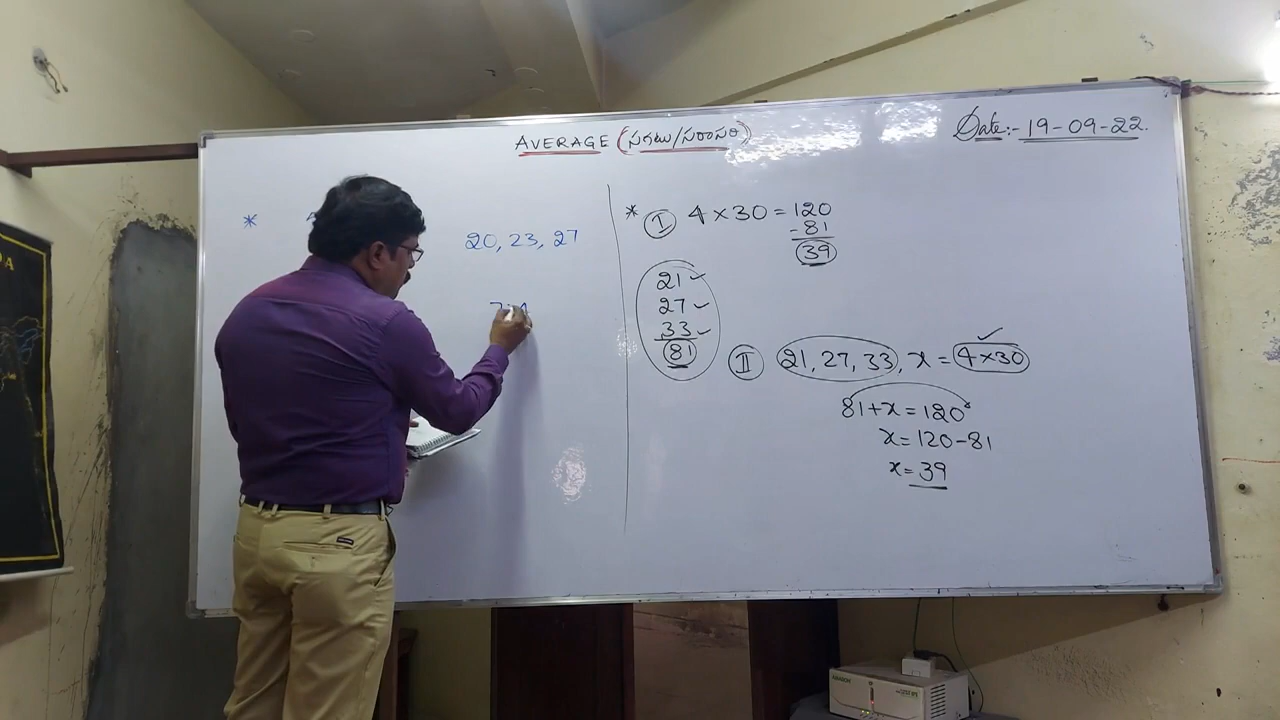 AVERAGE (సగటు/సరాసరి)
Date:- 19-09-22.
*
20, 23, 27
* I 4 × 30 = 120
- 81
39
21 ✓
27 ✓
33 ✓
81
II 21, 27, 33, x = 4×30 ✓
81 + x = 120
x = 120 - 81
x = 39